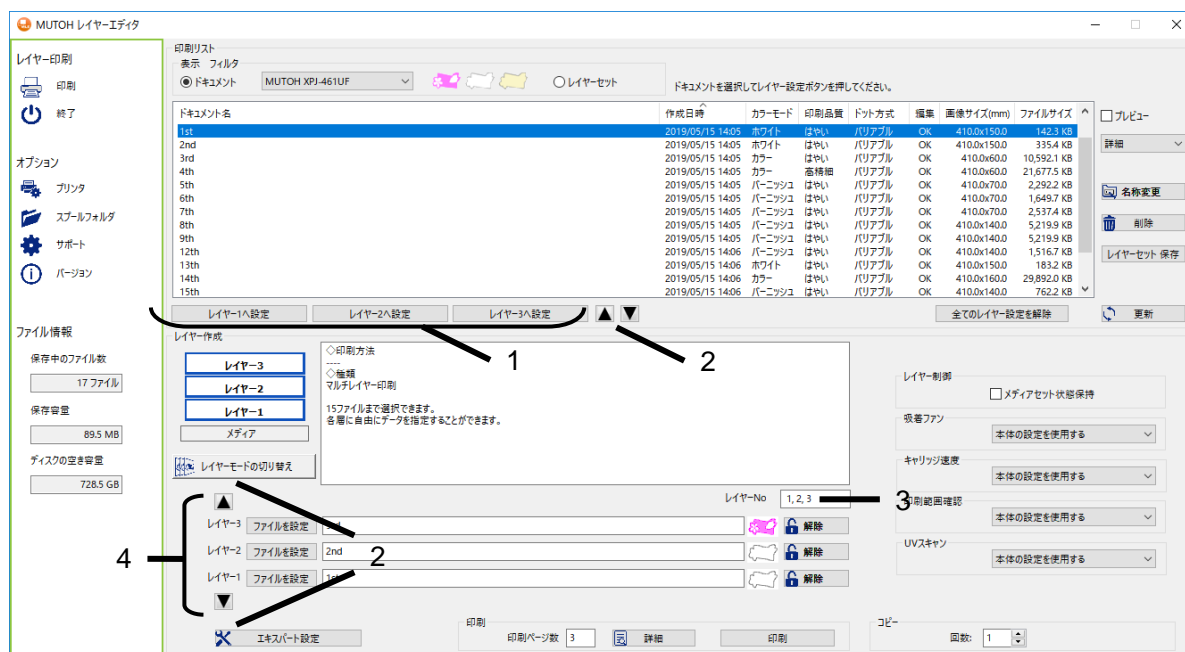 MUTOH レイヤーエディタ
レイヤー印刷
印刷
終了
オプション
プリンタ
スプールフォルダ
サポート
バージョン
ファイル情報
保存中のファイル数
17 ファイル
保存容量
89.5 MB
ディスクの空き容量
728.5 GB
印刷リスト
表示 フィルタ
ドキュメント MUTOH XPJ-461UF レイヤーセット ドキュメントを選択してレイヤー設定ボタンを押してください。
ドキュメント名 作成日時 カラーモード 印刷品質 ドット方式 編集 画像サイズ(mm) ファイルサイズ
1st 2019/05/15 14:05 ホワイト はやい バリアブル OK 410.0x150.0 142.3 KB
2nd 2019/05/15 14:05 ホワイト はやい バリアブル OK 410.0x150.0 335.4 KB
3rd 2019/05/15 14:05 カラー はやい バリアブル OK 410.0x60.0 10,592.1 KB
4th 2019/05/15 14:05 カラー 高精細 バリアブル OK 410.0x60.0 21,677.5 KB
5th 2019/05/15 14:05 バーニッシュ はやい バリアブル OK 410.0x70.0 2,292.2 KB
6th 2019/05/15 14:05 バーニッシュ はやい バリアブル OK 410.0x70.0 1,649.7 KB
7th 2019/05/15 14:05 バーニッシュ はやい バリアブル OK 410.0x70.0 2,537.4 KB
8th 2019/05/15 14:05 バーニッシュ はやい バリアブル OK 410.0x140.0 5,219.9 KB
9th 2019/05/15 14:05 バーニッシュ はやい バリアブル OK 410.0x140.0 5,219.9 KB
12th 2019/05/15 14:06 バーニッシュ はやい バリアブル OK 410.0x140.0 1,516.7 KB
13th 2019/05/15 14:06 ホワイト はやい バリアブル OK 410.0x150.0 183.2 KB
14th 2019/05/15 14:06 カラー はやい バリアブル OK 410.0x160.0 29,892.0 KB
15th 2019/05/15 14:06 バーニッシュ はやい バリアブル OK 410.0x140.0 762.2 KB
プレビュー
詳細
名称変更
削除
レイヤーセット 保存
レイヤー1へ設定 レイヤー2へ設定 レイヤー3へ設定 ▲ ▼ 全てのレイヤー設定を解除 更新
1
2
レイヤー作成
レイヤー3
レイヤー2
レイヤー1
メディア
レイヤーモードの切り替え
◇印刷方法
----
◇種類
マルチレイヤー印刷
15ファイルまで選択できます。
各層に自由にデータを指定することができます。
レイヤーNo 1, 2, 3
3
▲
レイヤー3 ファイルを設定 解除
レイヤー2 ファイルを設定 2nd 解除
レイヤー1 ファイルを設定 1st 解除
▼
4
2
エキスパート設定
印刷
印刷ページ数 3 詳細 印刷
レイヤー制御
メディアセット状態保持
吸着ファン
本体の設定を使用する
キャリッジ速度
本体の設定を使用する
印刷範囲確認
本体の設定を使用する
UVスキャン
本体の設定を使用する
コピー
回数: 1